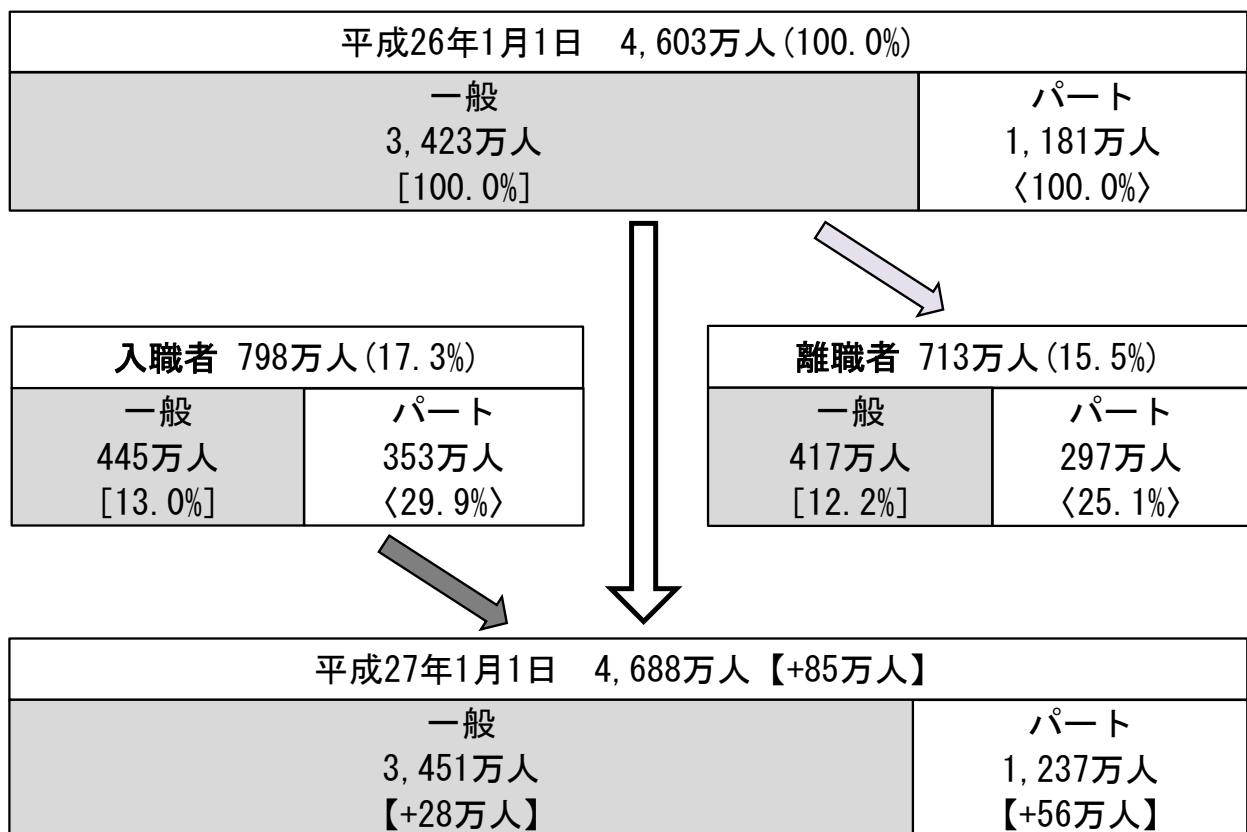 平成26年1月1日　4,603万人(100.0%)
一般
3,423万人
[100.0%]
パート
1,181万人
〈100.0%〉
入職者 798万人(17.3%)
一般
445万人
[13.0%]
パート
353万人
〈29.9%〉
離職者 713万人(15.5%)
一般
417万人
[12.2%]
パート
297万人
〈25.1%〉
平成27年1月1日　4,688万人【+85万人】
一般
3,451万人
【+28万人】
パート
1,237万人
【+56万人】